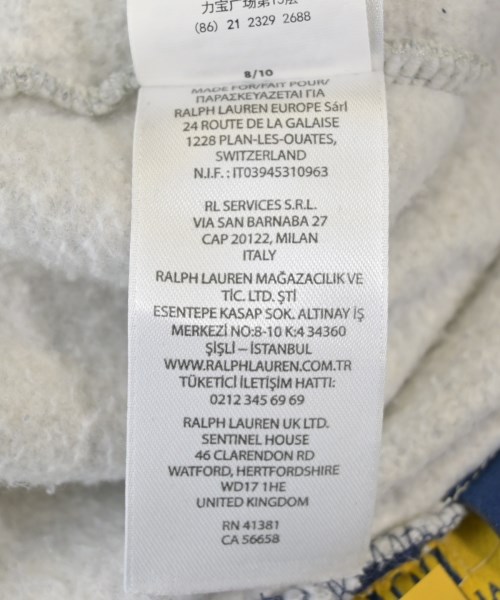 力宝广场第15层
(86) 21 2329 2688
8/10
MADE FOR/FAIT POUR/
ΠΑΡΑΣΚΕΥΑΖΕΤΑΙ ΓΙΑ
RALPH LAUREN EUROPE Sárl
24 ROUTE DE LA GALAISE
1228 PLAN-LES-OUATES,
SWITZERLAND
N.I.F. : IT03945310963
RL SERVICES S.R.L.
VIA SAN BARNABA 27
CAP 20122, MILAN
ITALY
RALPH LAUREN MAĞAZACILIK VE
TİC. LTD. ŞTİ
ESENTEPE KASAP SOK. ALTINAY İŞ
MERKEZİ NO:8-10 K:4 34360
ŞİŞLİ – İSTANBUL
WWW.RALPHLAUREN.COM.TR
TÜKETİCİ İLETİŞİM HATTI:
0212 345 69 69
RALPH LAUREN UK LTD.
SENTINEL HOUSE
46 CLARENDON RD
WATFORD, HERTFORDSHIRE
WD17 1HE
UNITED KINGDOM
RN 41381
CA 56658